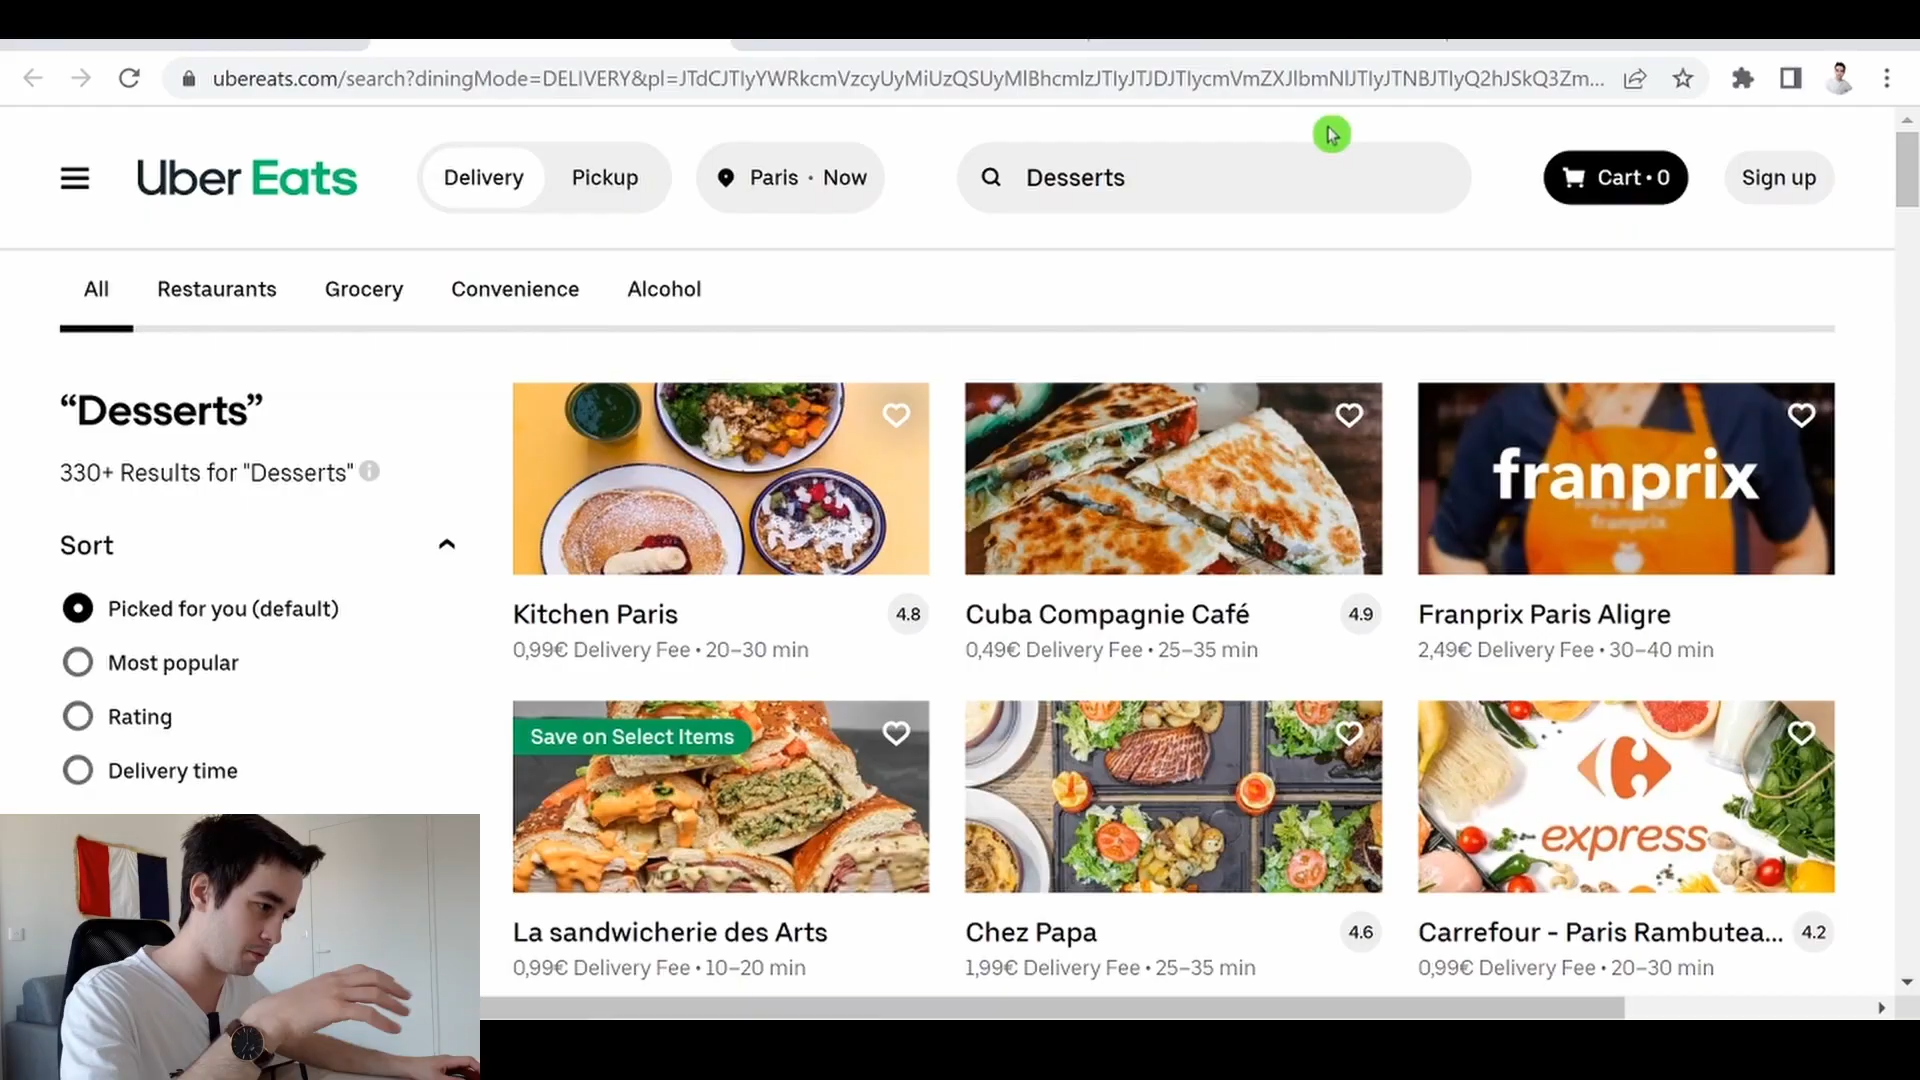 ubereats.com/search?diningMode=DELIVERY&pl=JTdCJTIyYWRkcmVzcyUyMiUzQSUyMlBhcmlzJTIyJTJDJTIycmVmZXJlbmNlJTIyJTNBJTIyQ2hJSkQ3Zm...
Uber Eats
Delivery
Pickup
Paris • Now
Desserts
Cart • 0
Sign up
All
Restaurants
Grocery
Convenience
Alcohol
“Desserts”
330+ Results for "Desserts"
Sort
Picked for you (default)
Most popular
Rating
Delivery time
franprix
franprix
Kitchen Paris
4.8
0,99€ Delivery Fee • 20–30 min
Cuba Compagnie Café
4.9
0,49€ Delivery Fee • 25–35 min
Franprix Paris Aligre
2,49€ Delivery Fee • 30–40 min
Save on Select Items
express
La sandwicherie des Arts
0,99€ Delivery Fee • 10–20 min
Chez Papa
4.6
1,99€ Delivery Fee • 25–35 min
Carrefour - Paris Rambutea...
4.2
0,99€ Delivery Fee • 20–30 min